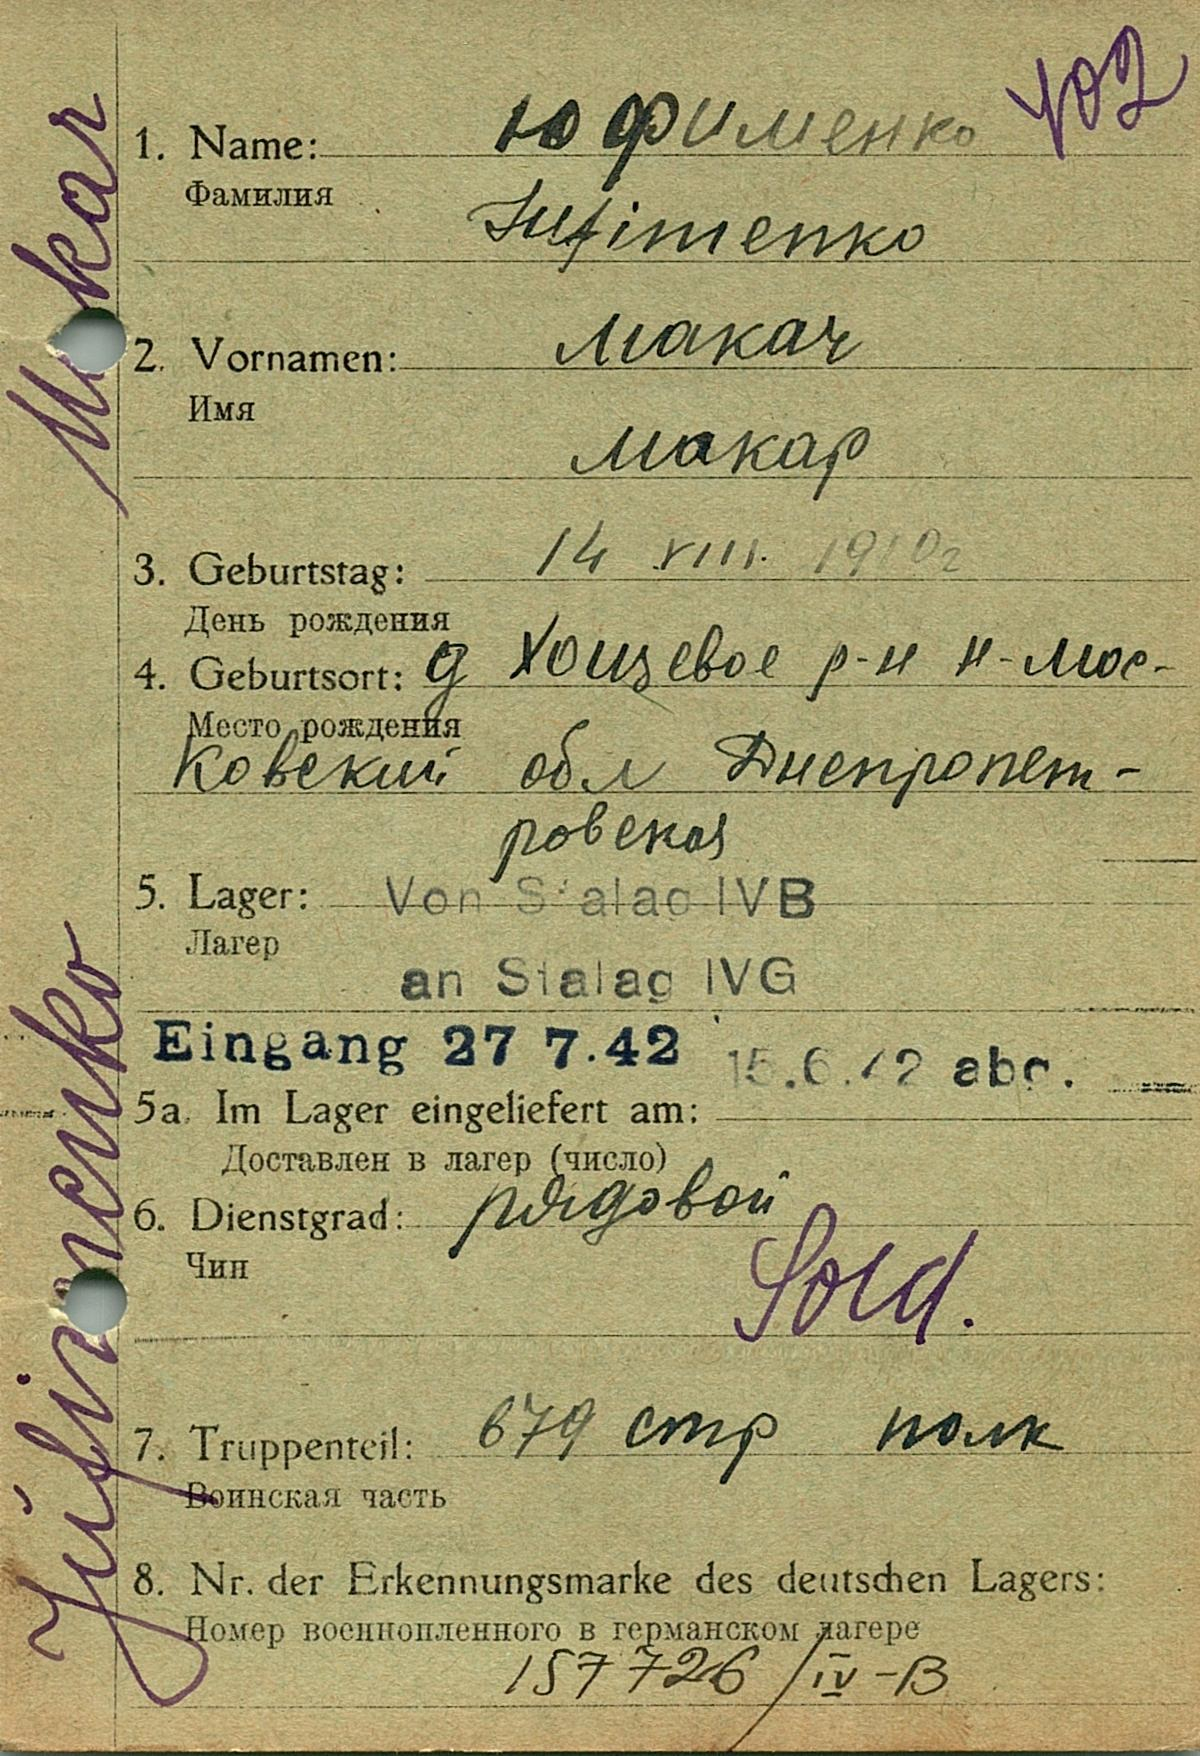 402
1. Name: Юфименко
Фамилия
Jufimenko
2. Vornamen: Макач
Имя
Макар
3. Geburtstag: 14 VIII. 1910г
День рождения
4. Geburtsort: д Хощевое р-н Н-Мос-
Место рождения
ковский обл Днепропет-
ровская
5. Lager: Von Stalag IVB
Лагер
an Stalag IVG
Eingang 27 7.42 15.6.42 abg.
5a. Im Lager eingeliefert am:
Доставлен в лагер (число)
6. Dienstgrad: рядовой
Чин
Sold.
7. Truppenteil: 679 стр полк
Воинская часть
8. Nr. der Erkennungsmarke des deutschen Lagers:
Номер военнопленного в германском лагере
157726/IV-B
Jufimenko Makar